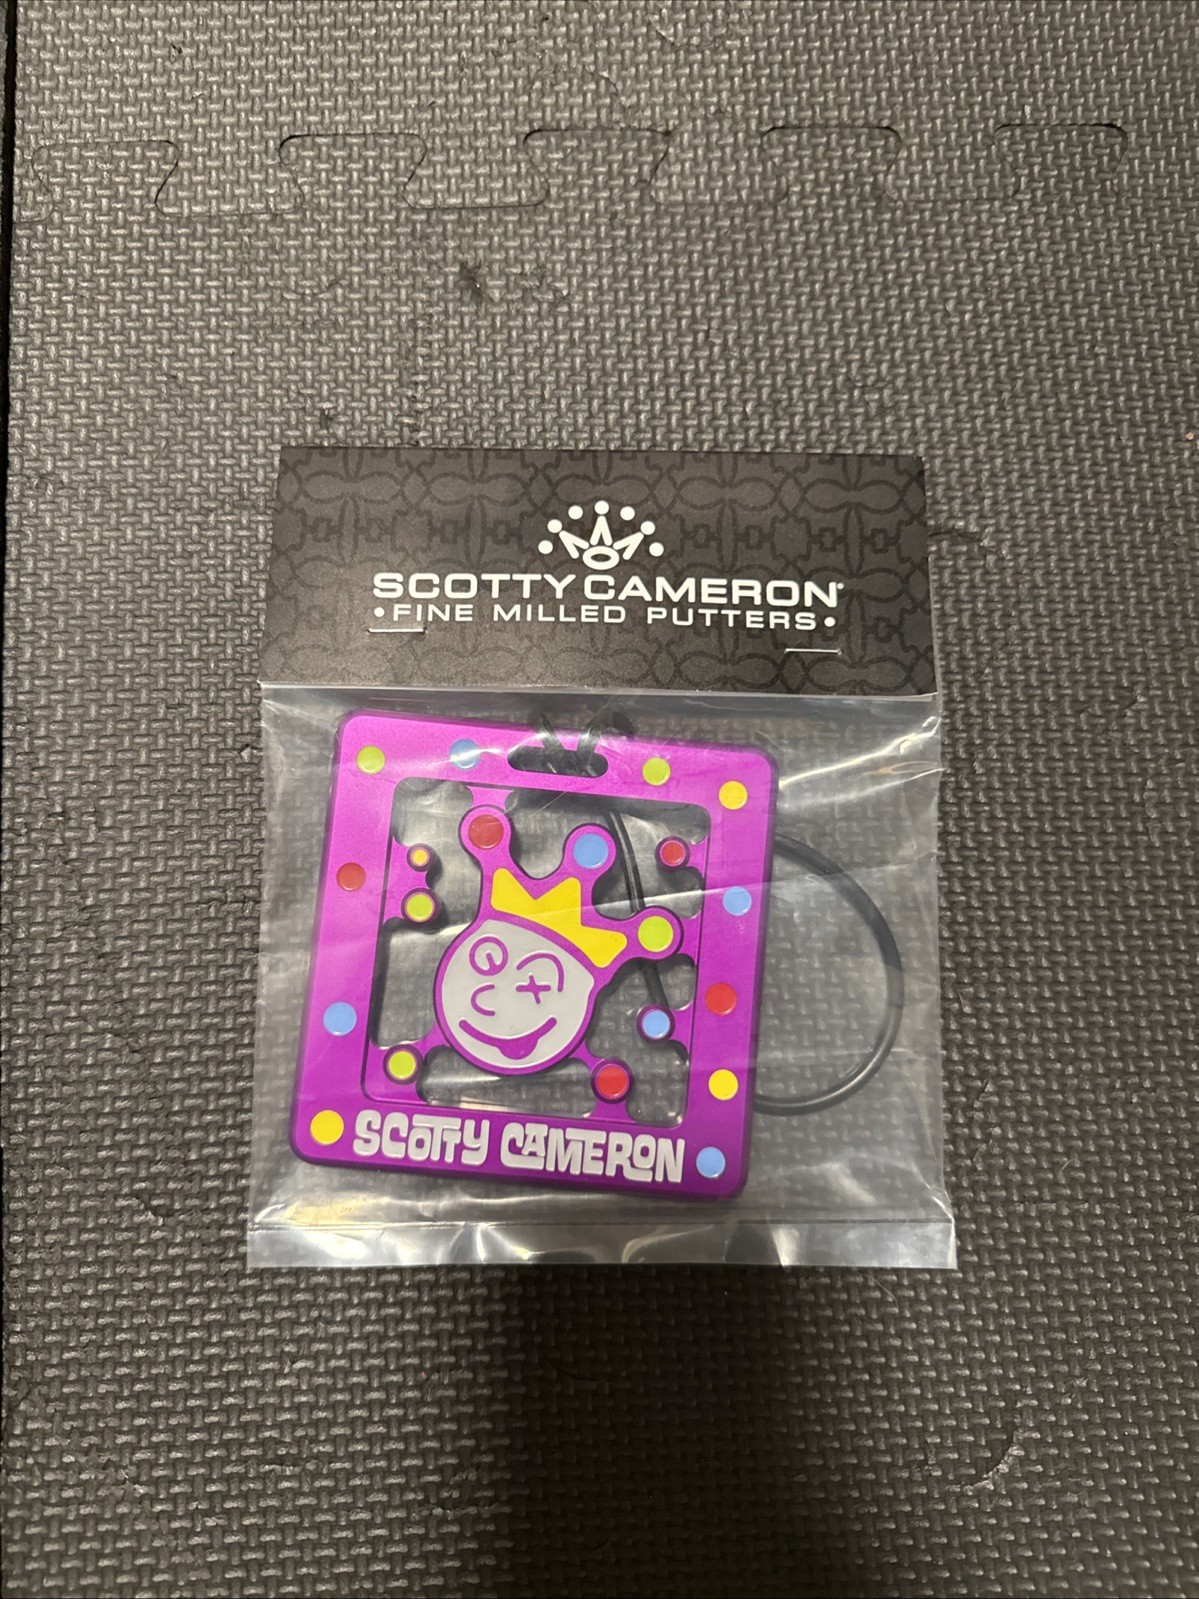 SCOTTY CAMERON®
• FINE MILLED PUTTERS •
SCOTTY CAMERON